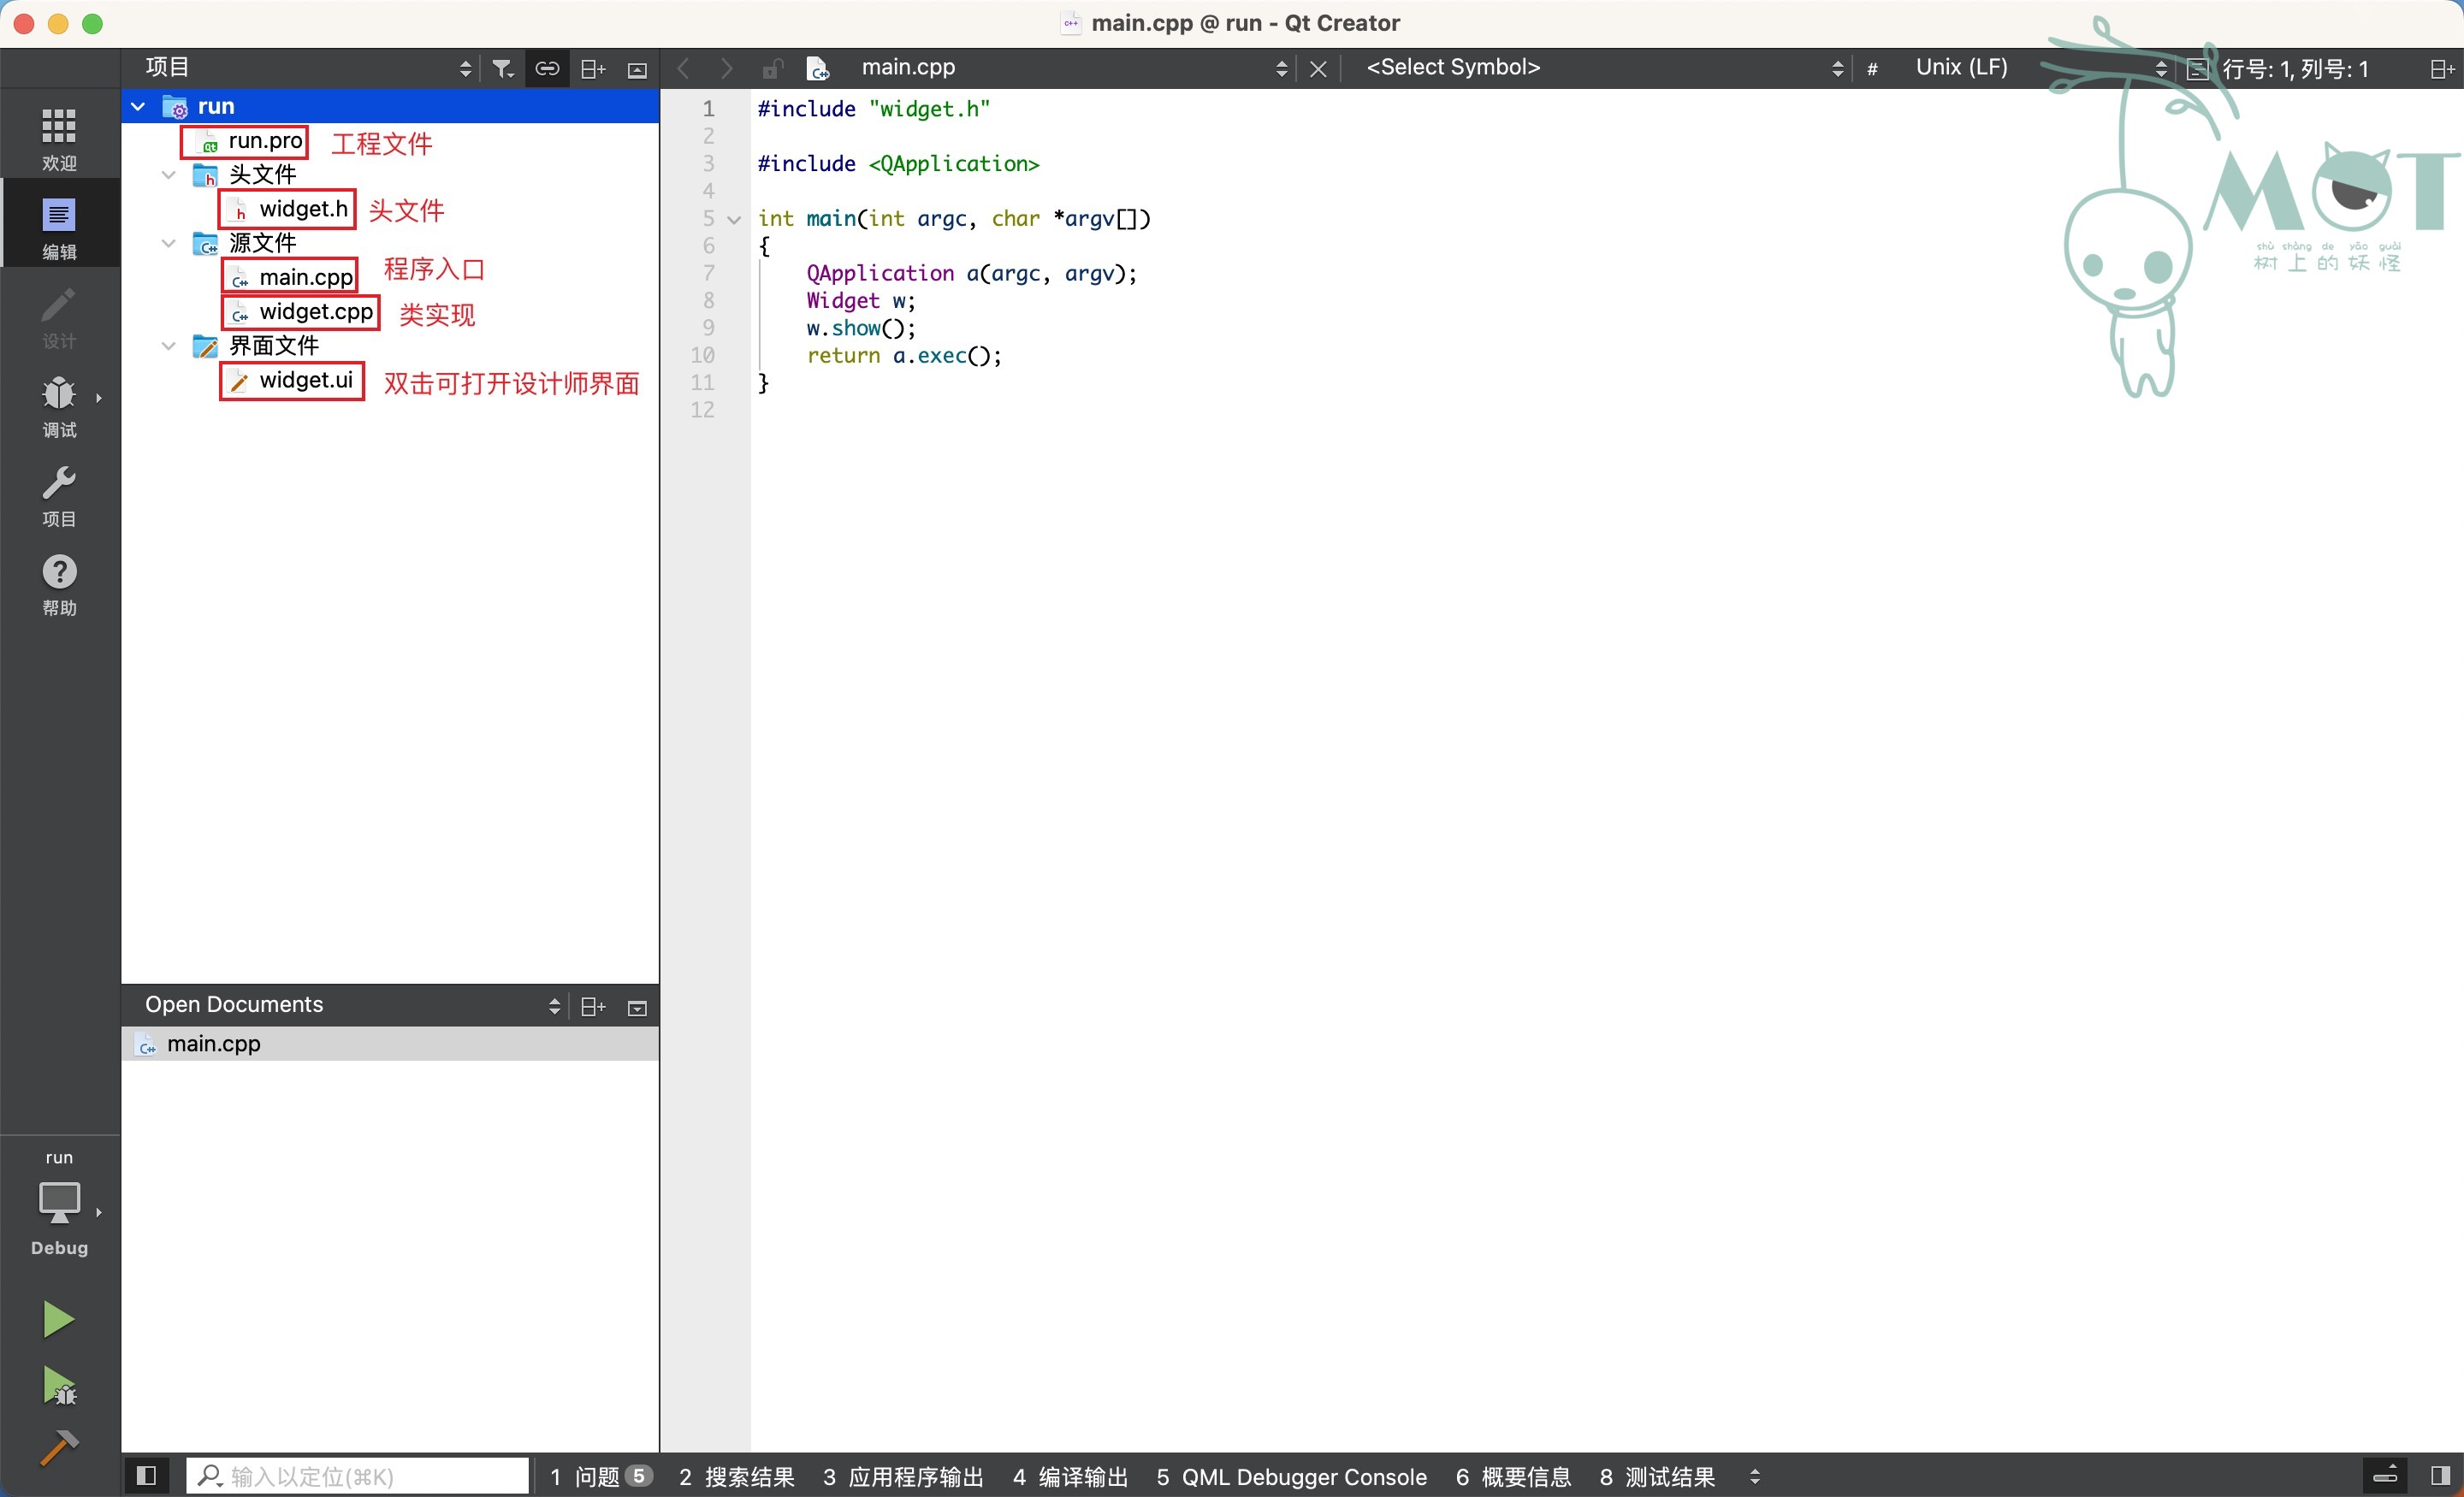 main.cpp @ run - Qt Creator
项目
main.cpp
<Select Symbol>
#
Unix (LF)
行号: 1, 列号: 1
欢迎
编辑
设计
调试
项目
帮助
run
run.pro 工程文件
头文件
widget.h 头文件
源文件
main.cpp 程序入口
widget.cpp 类实现
界面文件
widget.ui 双击可打开设计师界面
1 #include "widget.h"
2
3 #include <QApplication>
4
5 int main(int argc, char *argv[])
6 {
7     QApplication a(argc, argv);
8     Widget w;
9     w.show();
10     return a.exec();
11 }
12
MOT
shù shàng de yāo guài
树上的妖怪
Open Documents
main.cpp
run
Debug
输入以定位(⌘K)
1 问题 5
2 搜索结果
3 应用程序输出
4 编译输出
5 QML Debugger Console
6 概要信息
8 测试结果